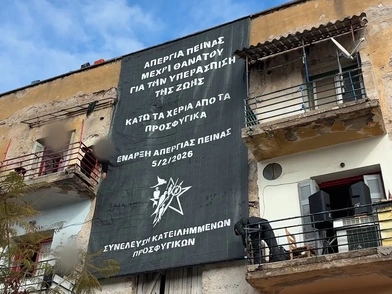 ΑΠΕΡΓΙΑ ΠΕΙΝΑΣ
ΜΕΧΡΙ ΘΑΝΑΤΟΥ
ΓΙΑ ΤΗΝ ΥΠΕΡΑΣΠΙΣΗ
ΤΗΣ ΖΩΗΣ
ΚΑΤΩ ΤΑ ΧΕΡΙΑ ΑΠΟ ΤΑ
ΠΡΟΣΦΥΓΙΚΑ
ΕΝΑΡΞΗ ΑΠΕΡΓΙΑΣ ΠΕΙΝΑΣ
5/2/2026
ΣΥΝΕΛΕΥΣΗ ΚΑΤΕΙΛΗΜΜΕΝΩΝ
ΠΡΟΣΦΥΓΙΚΩΝ